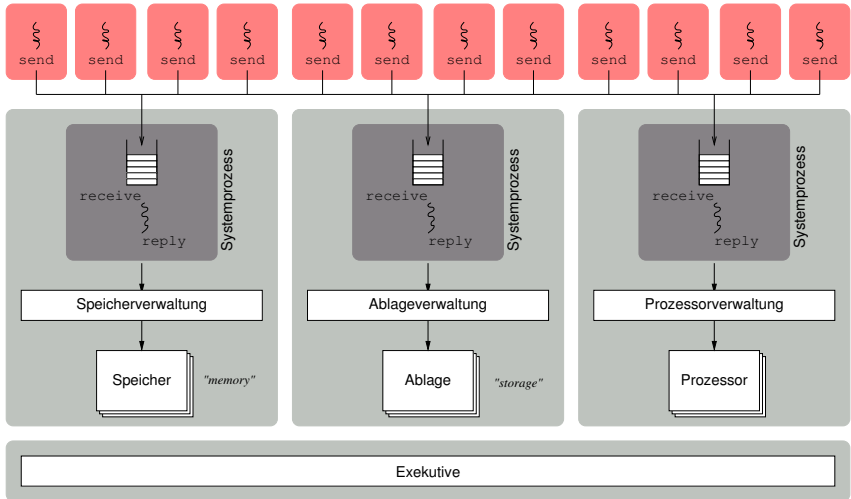 send send send send send send send send send send send send
receive
reply
Systemprozess
receive
reply
Systemprozess
receive
reply
Systemprozess
Speicherverwaltung
Ablageverwaltung
Prozessorverwaltung
Speicher
"memory"
Ablage
"storage"
Prozessor
Exekutive